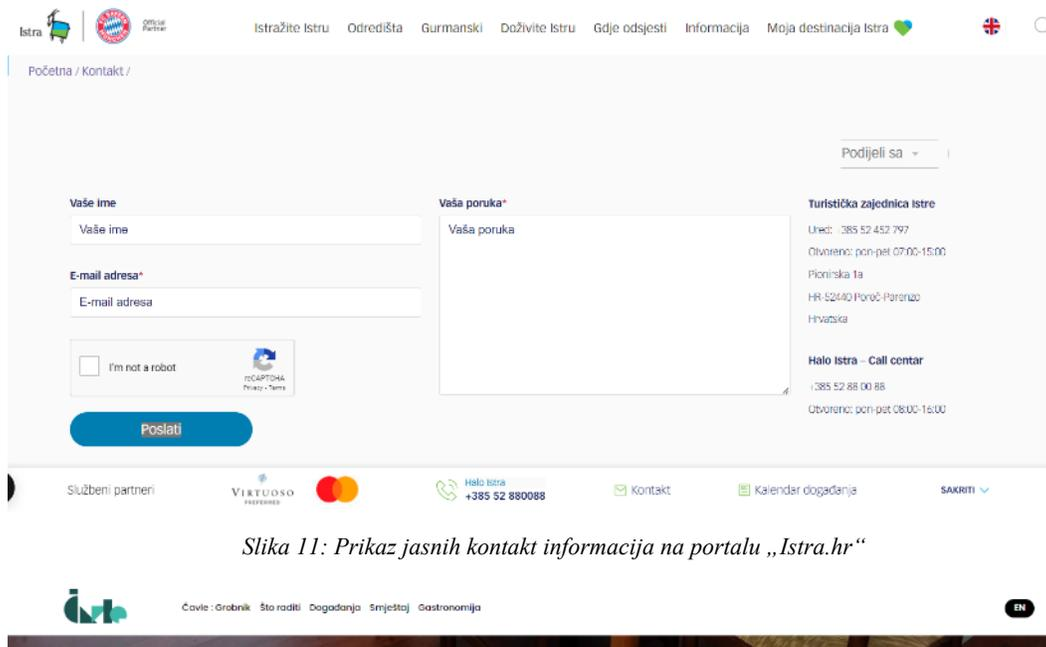 Istra Official Partner Istražite Istru Odredišta Gurmanski Doživite Istru Gdje odsjesti Informacija Moja destinacija Istra
Početna / Kontakt /
Podijeli sa
Vaše ime Vaša poruka* Turistička zajednica Istre
Vaše ime Vaša poruka Ured: +385 52 452 797
Otvoreno: pon-pet 07:00-15:00
E-mail adresa* Pionirska 1a
E-mail adresa HR-52440 Poreč-Parenzo
Hrvatska
I'm not a robot Halo Istra – Call centar
reCAPTCHA
Privacy - Terms +385 52 88 00 88
Poslati Otvoreno: pon-pet 08:00-16:00
Službeni partneri VIRTUOSO PREFERRED Halo Istra +385 52 880088 Kontakt Kalendar događanja SAKRITI
Slika 11: Prikaz jasnih kontakt informacija na portalu „Istra.hr“
Čavle : Grobnik Što raditi Događanja Smještaj Gastronomija EN